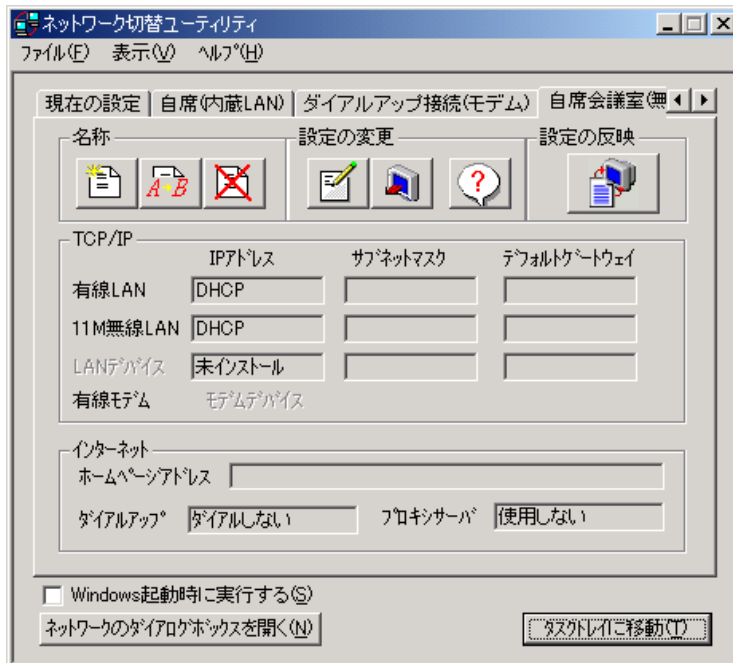 ネットワーク切替ユーティリティ
ファイル(F) 表示(V) ヘルプ(H)
現在の設定 自席(内蔵LAN) ダイアルアップ接続(モデム) 自席会議室(無
名称 設定の変更 設定の反映
A B ?
TCP/IP
IPアドレス サブネットマスク デフォルトゲートウェイ
有線LAN DHCP
11M無線LAN DHCP
LANデバイス 未インストール
有線モデム モデムデバイス
インターネット
ホームページアドレス
ダイアルアップ ダイアルしない プロキシサーバ 使用しない
Windows起動時に実行する(S)
ネットワークのダイアログボックスを開く(N) タスクトレイに移動(T)